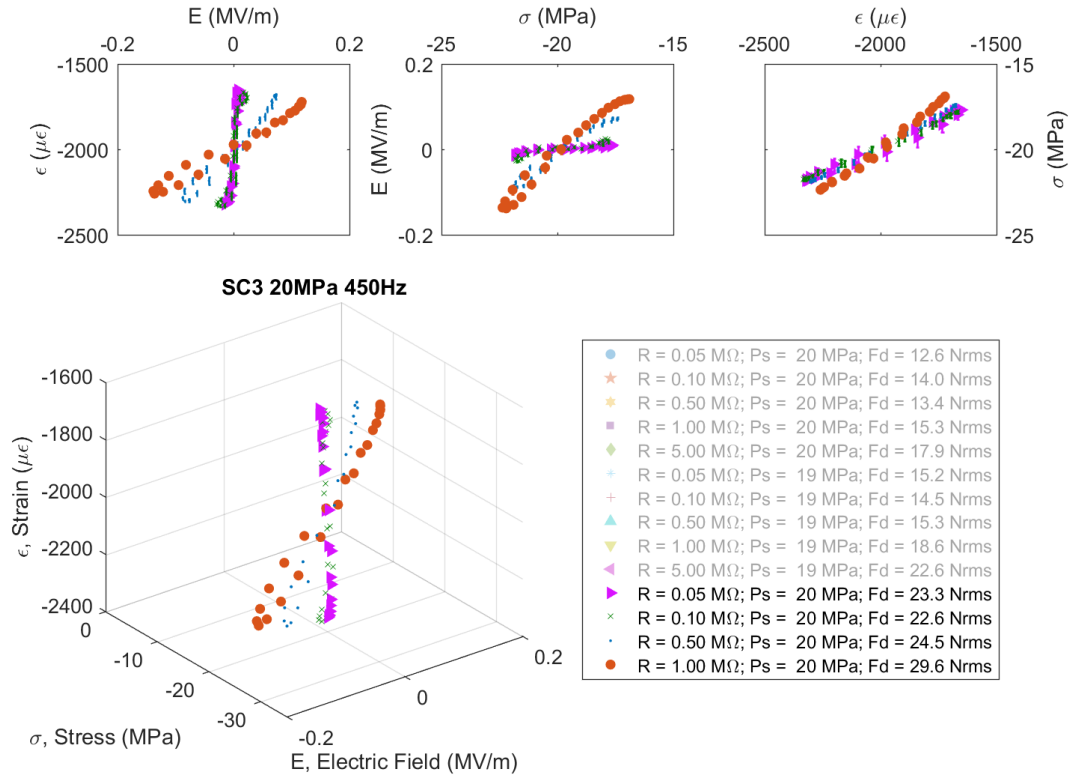 E (MV/m)
-0.2 0 0.2
ϵ (μϵ)
-1500
-2000
-2500
σ (MPa)
-25 -20 -15
E (MV/m)
0.2
0
-0.2
ϵ (μϵ)
-2500 -2000 -1500
-15
-20
-25
σ (MPa)
SC3 20MPa 450Hz
ϵ, Strain (μϵ)
-1600
-1800
-2000
-2200
-2400
0
-10
-20
-30
σ, Stress (MPa)
-0.2
0
0.2
E, Electric Field (MV/m)
R = 0.05 MΩ; Ps = 20 MPa; Fd = 12.6 Nrms
R = 0.10 MΩ; Ps = 20 MPa; Fd = 14.0 Nrms
R = 0.50 MΩ; Ps = 20 MPa; Fd = 13.4 Nrms
R = 1.00 MΩ; Ps = 20 MPa; Fd = 15.3 Nrms
R = 5.00 MΩ; Ps = 20 MPa; Fd = 17.9 Nrms
R = 0.05 MΩ; Ps = 19 MPa; Fd = 15.2 Nrms
R = 0.10 MΩ; Ps = 19 MPa; Fd = 14.5 Nrms
R = 0.50 MΩ; Ps = 19 MPa; Fd = 15.3 Nrms
R = 1.00 MΩ; Ps = 19 MPa; Fd = 18.6 Nrms
R = 5.00 MΩ; Ps = 19 MPa; Fd = 22.6 Nrms
R = 0.05 MΩ; Ps = 20 MPa; Fd = 23.3 Nrms
R = 0.10 MΩ; Ps = 20 MPa; Fd = 22.6 Nrms
R = 0.50 MΩ; Ps = 20 MPa; Fd = 24.5 Nrms
R = 1.00 MΩ; Ps = 20 MPa; Fd = 29.6 Nrms